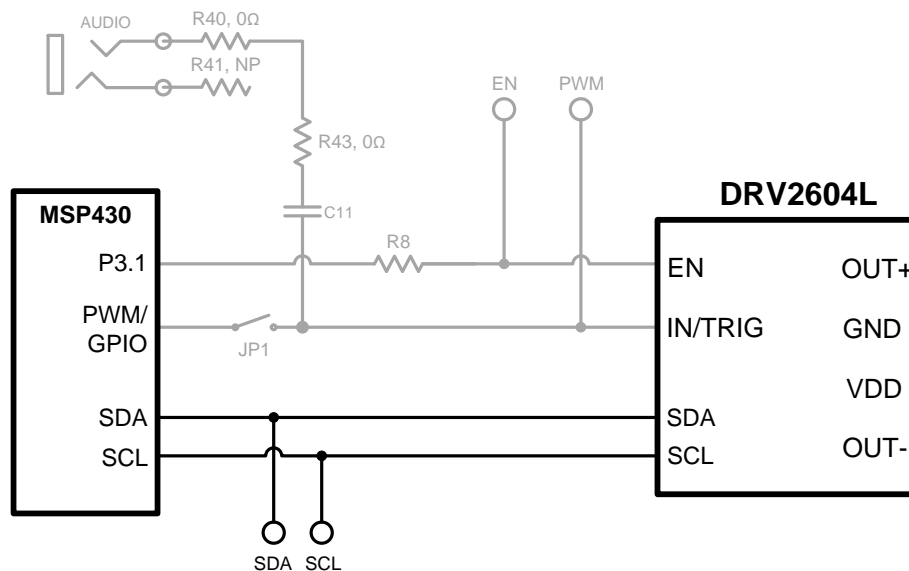 AUDIO
R40, 0Ω
R41, NP
EN PWM
R43, 0Ω
C11
DRV2604L
MSP430
R8
P3.1
EN
OUT+
PWM/
GPIO
JP1
IN/TRIG
GND
VDD
SDA
SDA
SCL
SCL
OUT-
SDA SCL